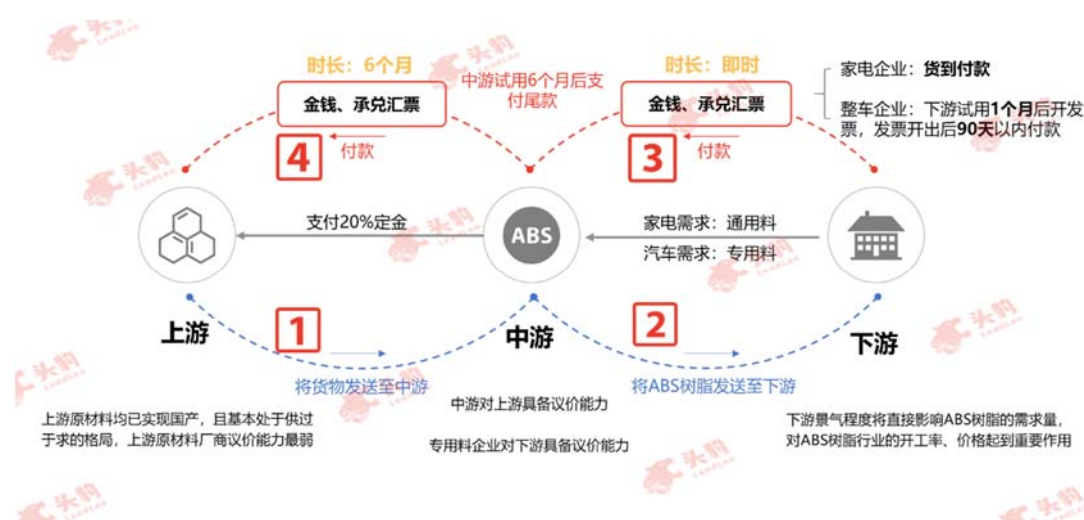 时长：6个月
金钱、承兑汇票
4
付款
中游试用6个月后支
付尾款
时长：即时
金钱、承兑汇票
3
付款
家电企业：货到付款
整车企业：下游试用1个月后开发
票，发票开出后90天以内付款
支付20%定金
ABS
家电需求：通用料
汽车需求：专用料
上游
1
将货物发送至中游
中游
2
将ABS树脂发送至下游
下游
上游原材料均已实现国产，且基本处于供过
于求的格局，上游原材料厂商议价能力最弱
中游对上游具备议价能力
专用料企业对下游具备议价能力
下游景气程度将直接影响ABS树脂的需求量，
对ABS树脂行业的开工率、价格起到重要作用
头豹
LeadLeo